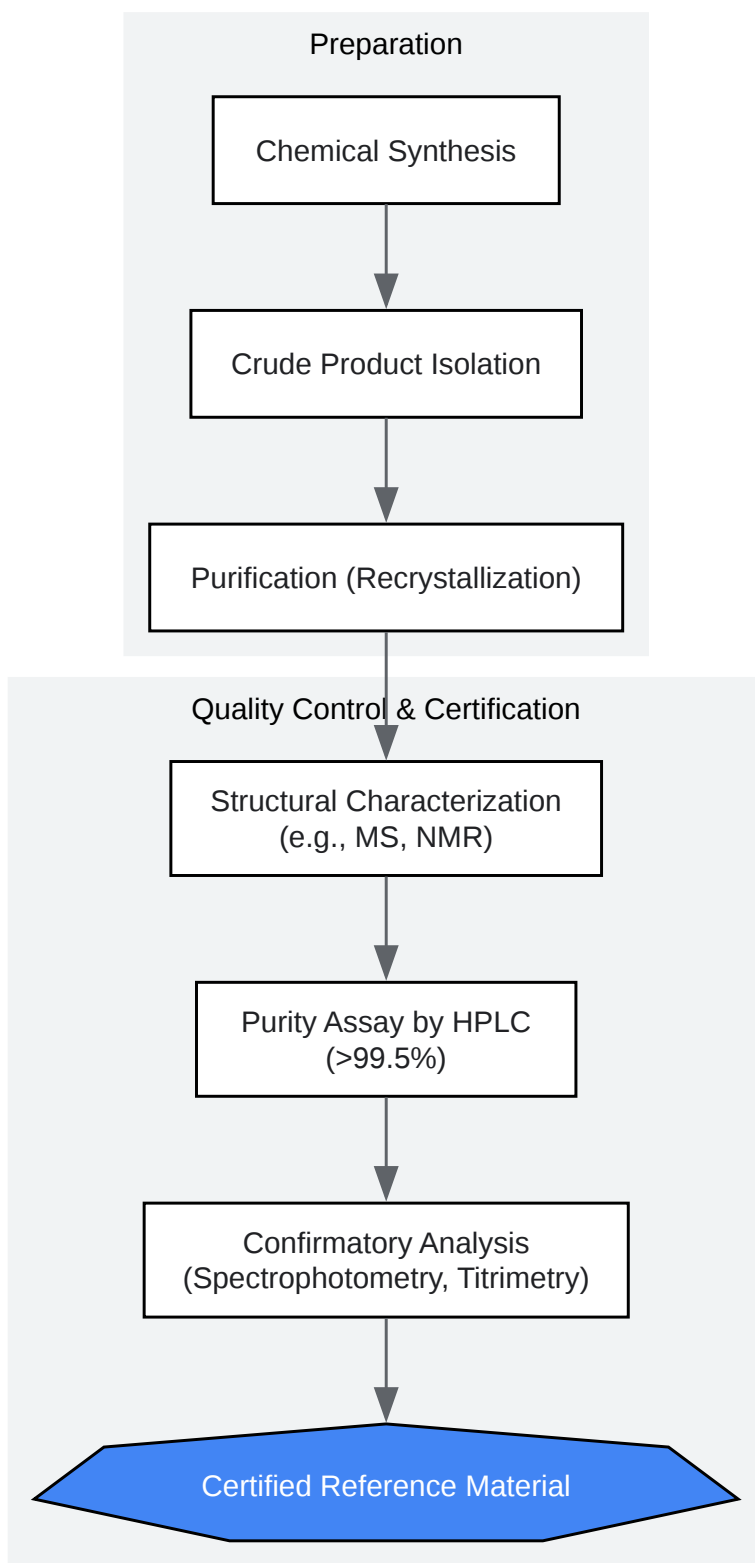 Preparation
Chemical Synthesis
Crude Product Isolation
Purification (Recrystallization)
Quality Control & Certification
Structural Characterization
(e.g., MS, NMR)
Purity Assay by HPLC
(>99.5%)
Confirmatory Analysis
(Spectrophotometry, Titrimetry)
Certified Reference Material